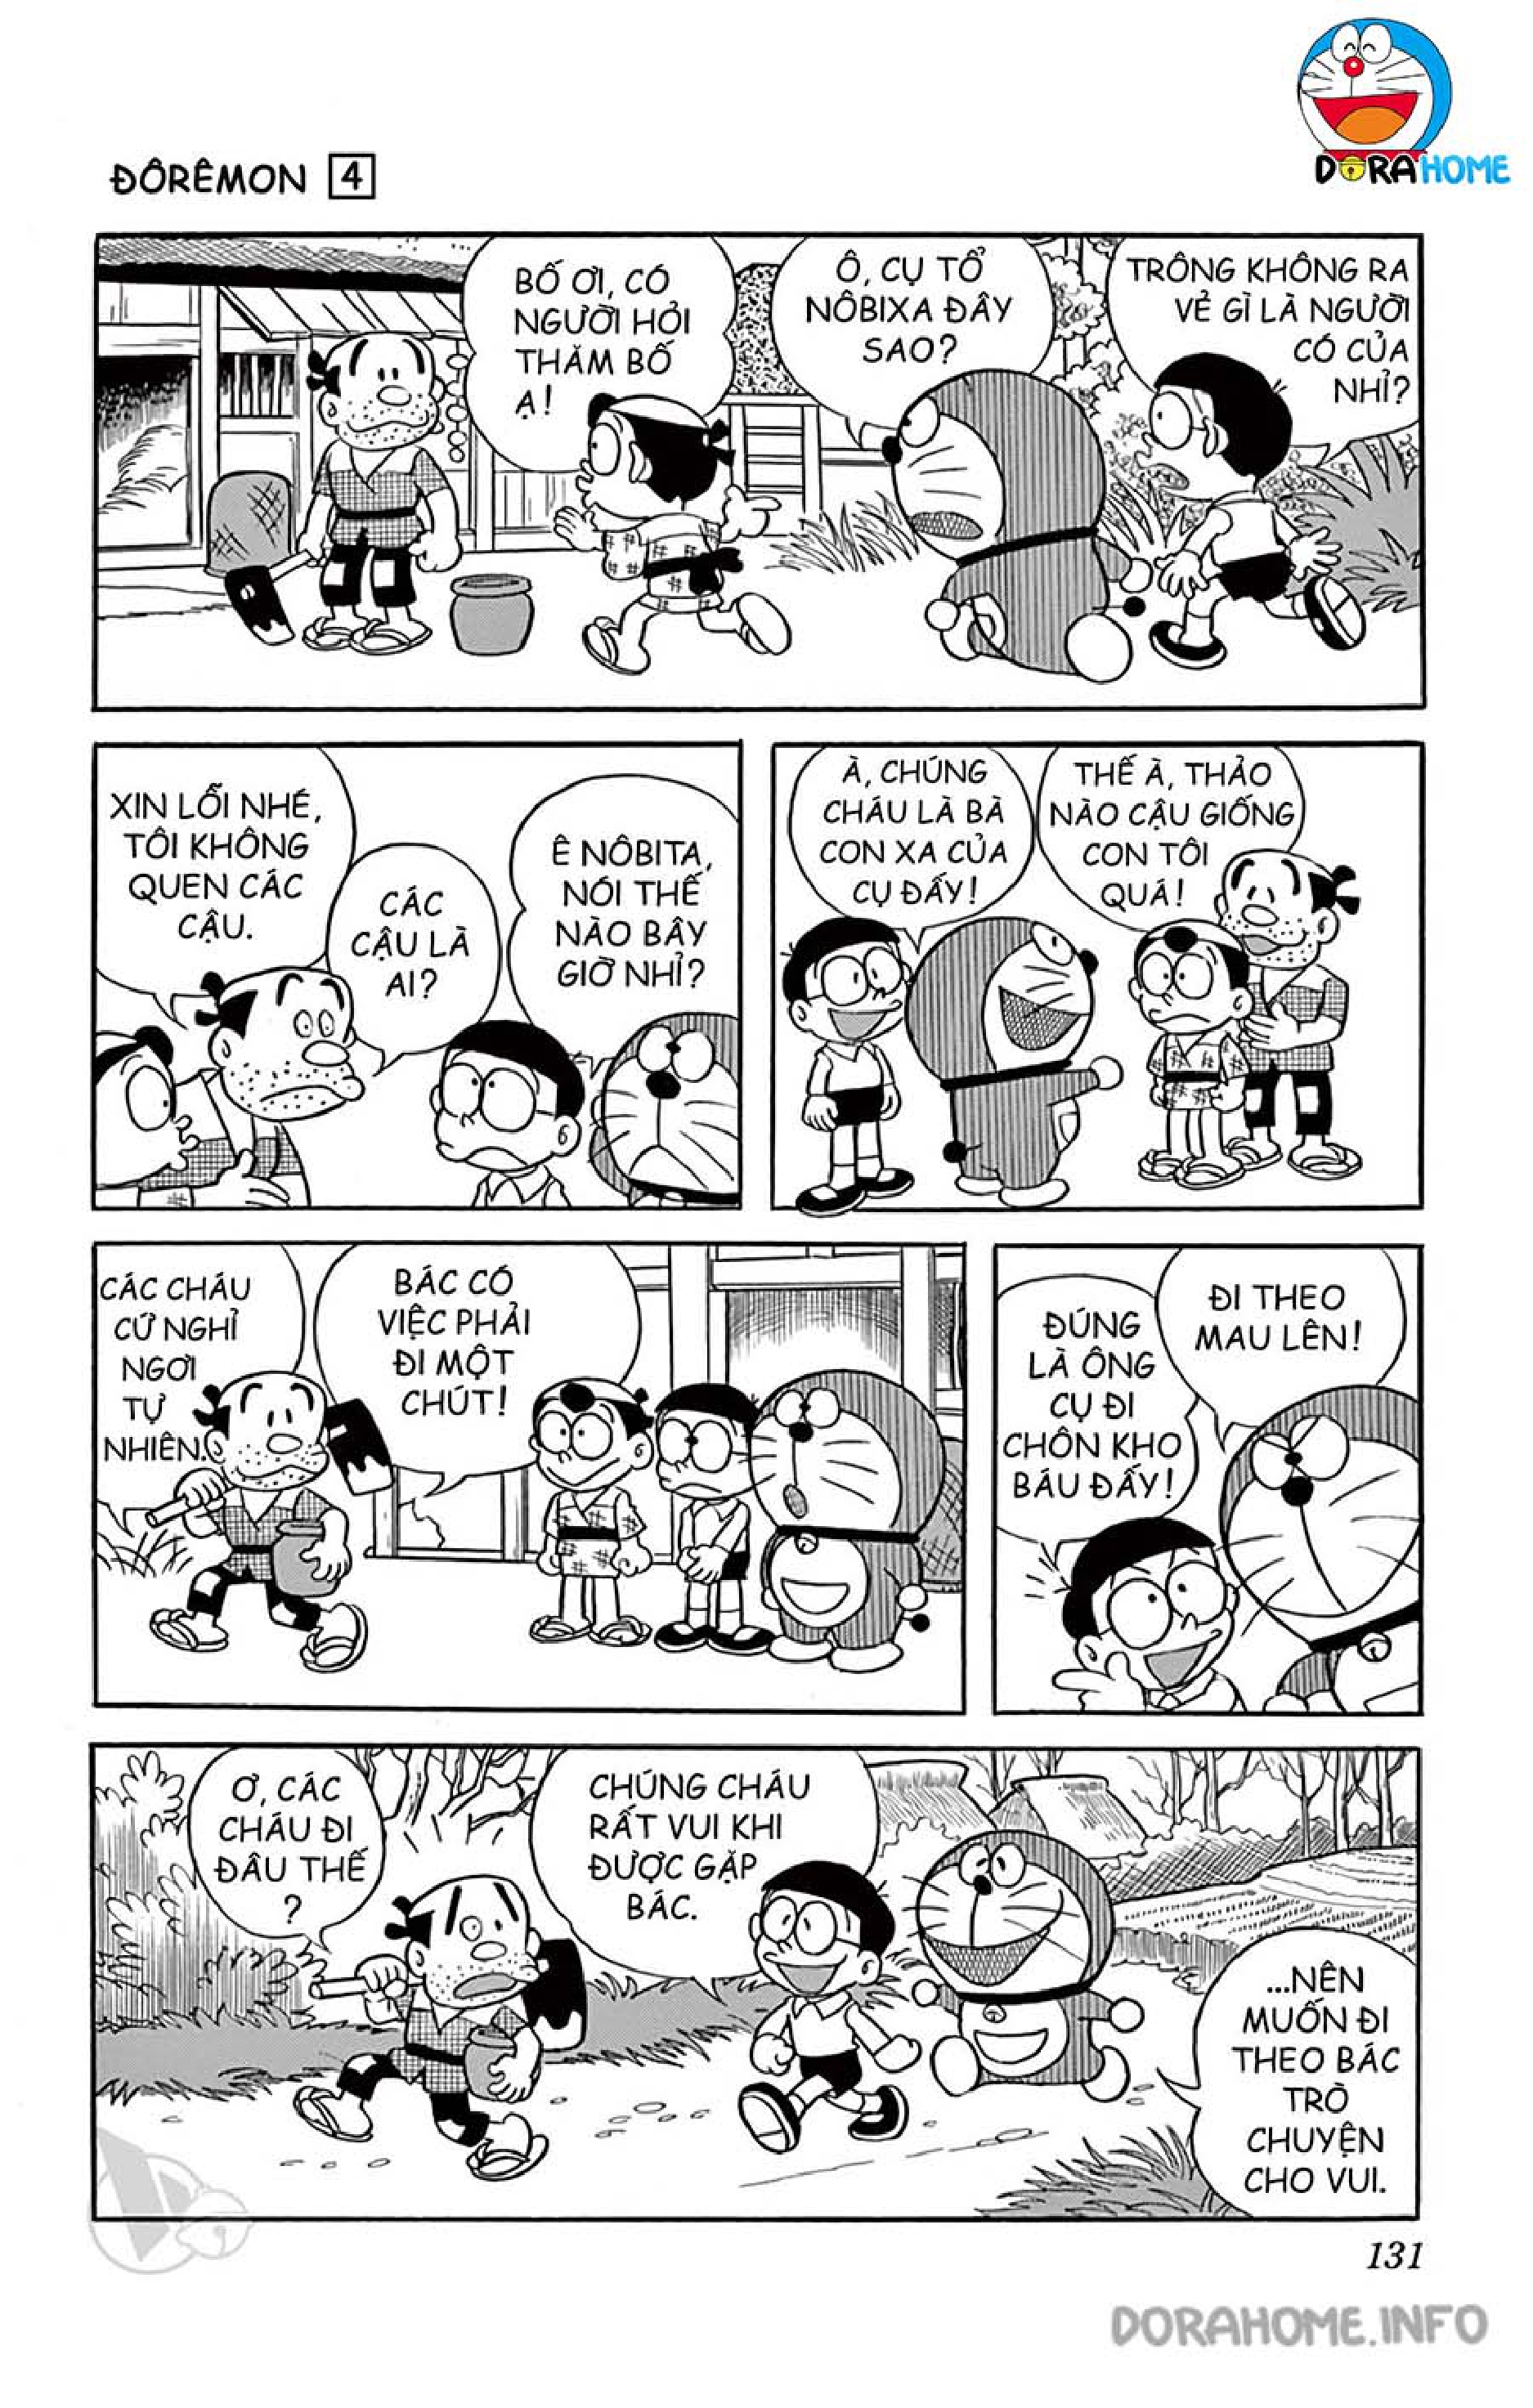 DORAHOME
ĐÔRÊMON 4
TRÔNG KHÔNG RA
VẺ GÌ LÀ NGƯỜI
CÓ CỦA
NHỈ?
Ô, CỤ TỔ
NÔBIXA ĐÂY
SAO?
BỐ ƠI, CÓ
NGƯỜI HỎI
THĂM BỐ
Ạ!
THẾ À, THẢO
NÀO CẬU GIỐNG
CON TÔI
QUÁ!
À, CHÚNG
CHÁU LÀ BÀ
CON XA CỦA
CỤ ĐẤY!
Ê NÔBITA,
NÓI THẾ
NÀO BÂY
GIỜ NHỈ?
CÁC
CẬU LÀ
AI?
XIN LỖI NHÉ,
TÔI KHÔNG
QUEN CÁC
CẬU.
ĐI THEO
MAU LÊN!
ĐÚNG
LÀ ÔNG
CỤ ĐI
CHÔN KHO
BÁU ĐẤY!
BÁC CÓ
VIỆC PHẢI
ĐI MỘT
CHÚT!
CÁC CHÁU
CỨ NGHỈ
NGƠI
TỰ
NHIÊN.
...NÊN
MUỐN ĐI
THEO BÁC
TRÒ
CHUYỆN
CHO VUI.
CHÚNG CHÁU
RẤT VUI KHI
ĐƯỢC GẶP
BÁC.
Ơ, CÁC
CHÁU ĐI
ĐÂU THẾ
?
131
DORAHOME.INFO